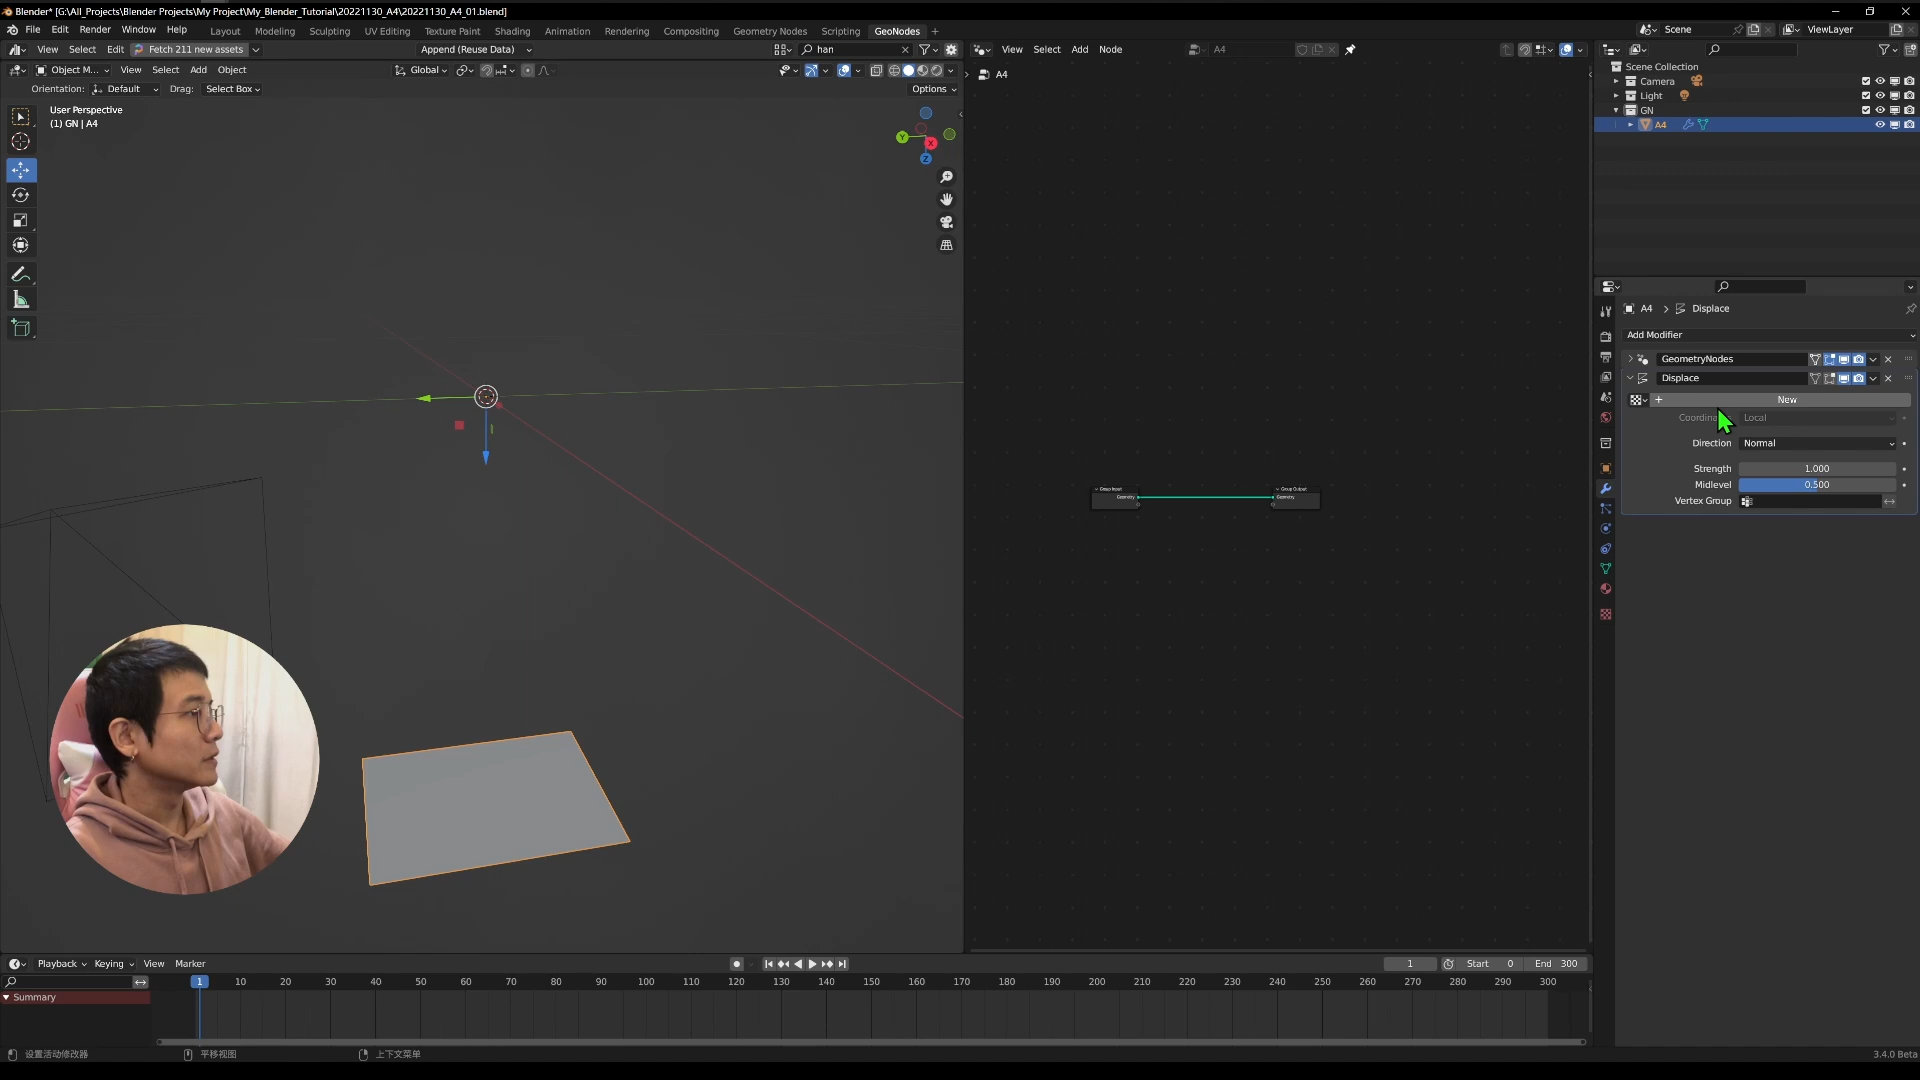 Blender* [G:\All_Projects\Blender Projects\My Project\My_Blender_Tutorial\20221130_A4\20221130_A4_01.blend]
File Edit Render Window Help Layout Modeling Sculpting UV Editing Texture Paint Shading Animation Rendering Compositing Geometry Nodes Scripting GeoNodes + Scene ViewLayer
View Select Edit Fetch 211 new assets Append (Reuse Data) han View Select Add Node A4
Object M... View Select Add Object Global
Orientation: Default Drag: Select Box Options
User Perspective
(1) GN | A4
Y
X
Z
A4
Group Input
Geometry
Group Output
Geometry
Scene Collection
Camera
Light
GN
A4
A4 > Displace
Add Modifier
GeometryNodes
Displace
+ New
Coordina Local
Direction Normal
Strength 1.000
Midlevel 0.500
Vertex Group
Playback Keying View Marker 1 Start 0 End 300
1 10 20 30 40 50 60 70 80 90 100 110 120 130 140 150 160 170 180 190 200 210 220 230 240 250 260 270 280 290 300
Summary
设置活动修改器 平移视图 上下文菜单 3.4.0 Beta